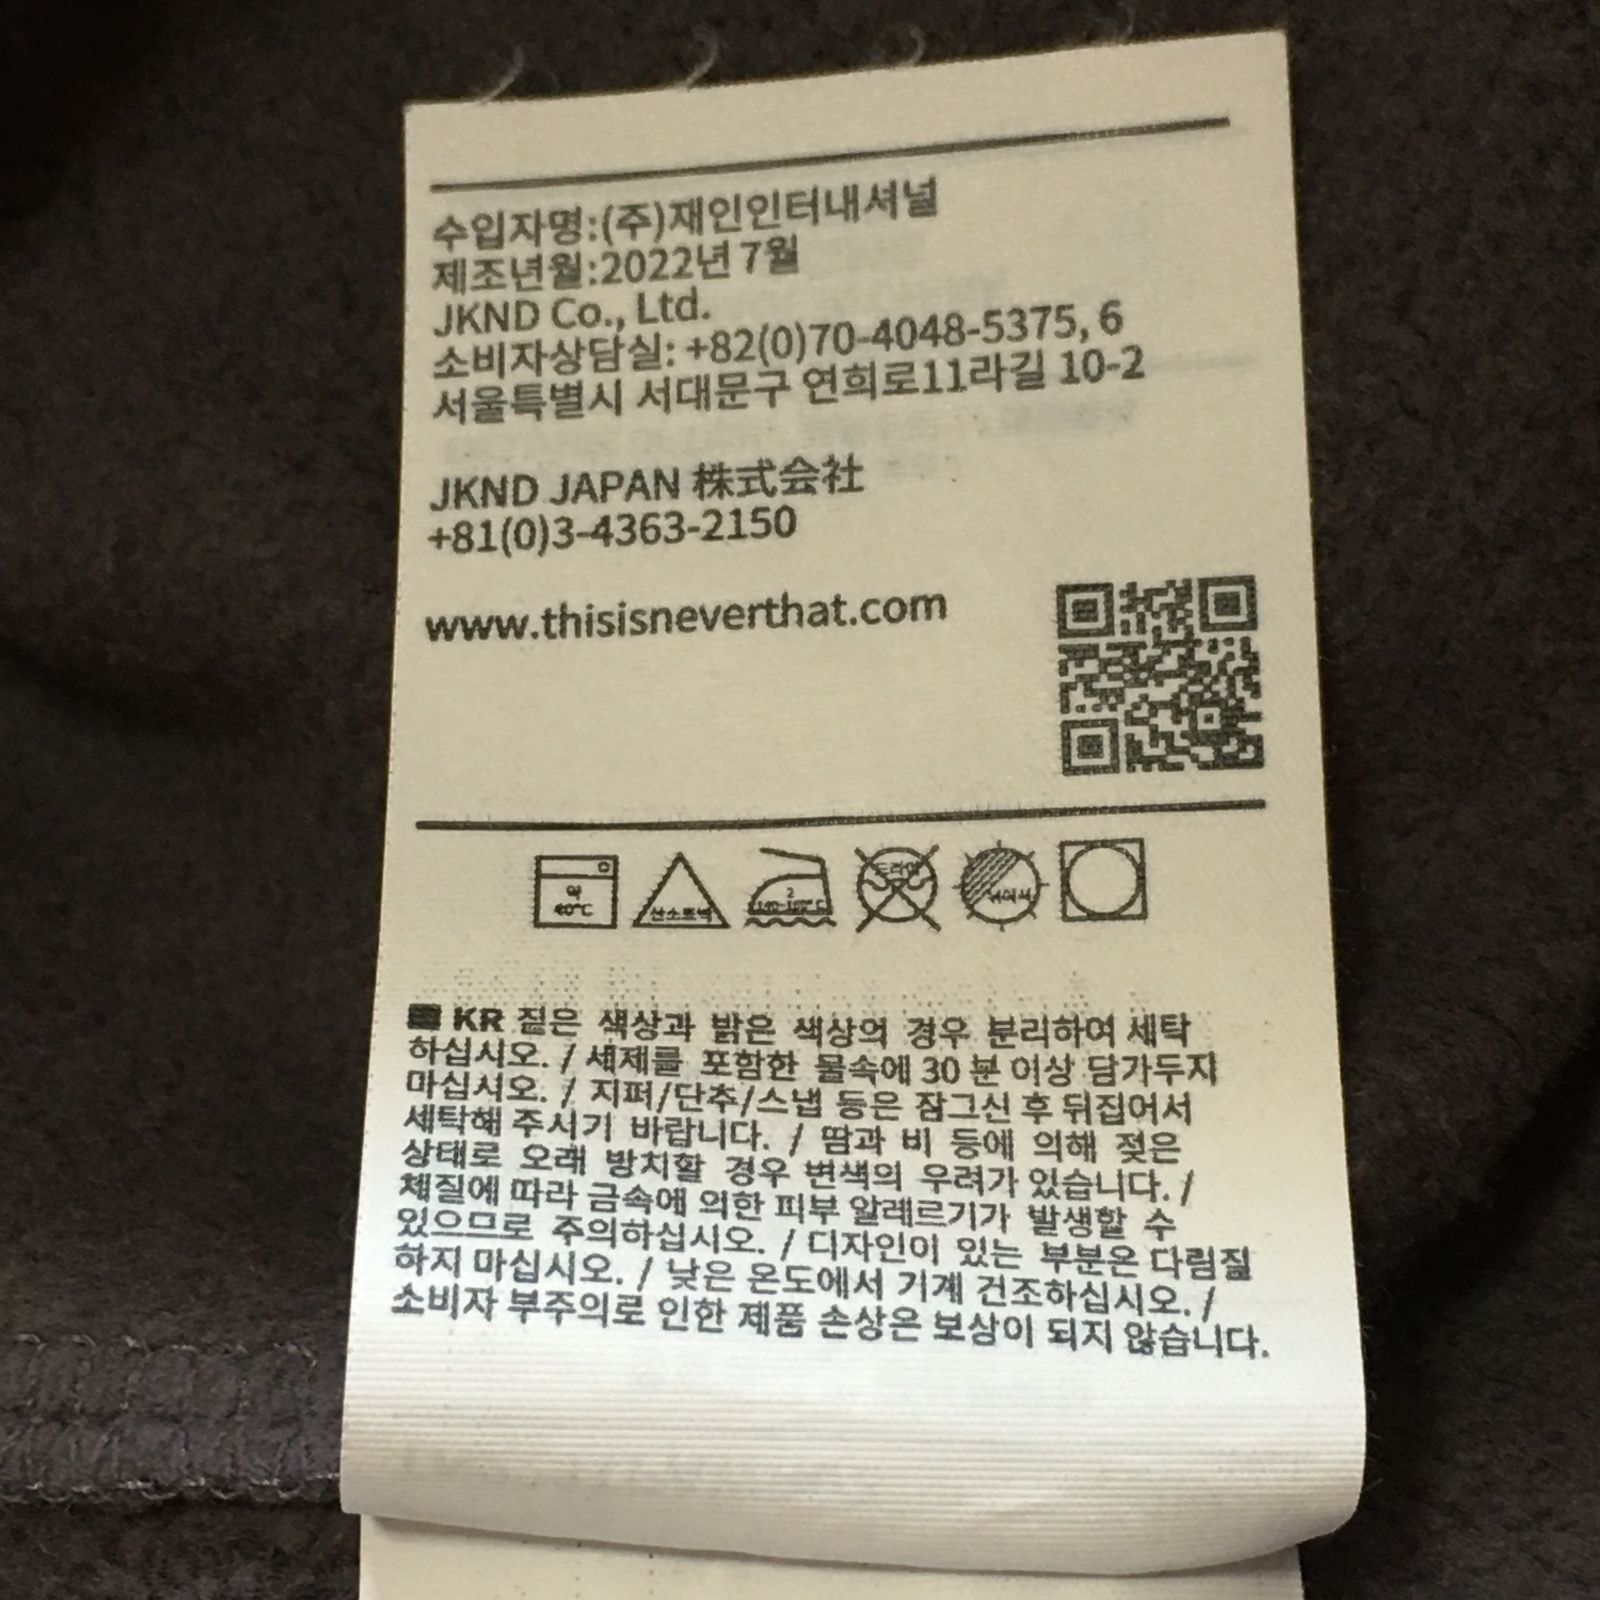 수입자명:(주)재인인터내셔널
제조년월:2022년 7월
JKND Co., Ltd.
소비자상담실: +82(0)70-4048-5375, 6
서울특별시 서대문구 연희로11라길 10-2
JKND JAPAN 株式会社
+81(0)3-4363-2150
www.thisisneverthat.com
약
40℃
산소표백
2
드라이
뉘어서
KR 짙은 색상과 밝은 색상의 경우 분리하여 세탁
하십시오. / 세제를 포함한 물속에 30 분 이상 담가두지
마십시오. / 지퍼/단추/스냅 등은 잠그신 후 뒤집어서
세탁해 주시기 바랍니다. / 땀과 비 등에 의해 젖은
상태로 오래 방치할 경우 변색의 우려가 있습니다. /
체질에 따라 금속에 의한 피부 알레르기가 발생할 수
있으므로 주의하십시오. / 디자인이 있는 부분은 다림질
하지 마십시오. / 낮은 온도에서 기계 건조하십시오. /
소비자 부주의로 인한 제품 손상은 보상이 되지 않습니다.